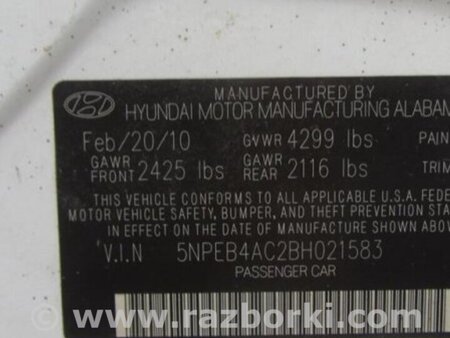 MANUFACTURED BY
HYUNDAI MOTOR MANUFACTURING ALABAM
Feb/20/10 GVWR 4299 lbs PAIN
GAWR FRONT 2425 lbs GAWR REAR 2116 lbs TRIM
THIS VEHICLE CONFORMS TO ALL APPLICABLE U.S.A. FEDE
MOTOR VEHICLE SAFETY, BUMPER, AND THEFT PREVENTION STA
IN EFFECT ON THE DATE OF MANUFACTURE SHOWN ABOVE.
V.I.N 5NPEB4AC2BH021583
PASSENGER CAR
www.razborki.com